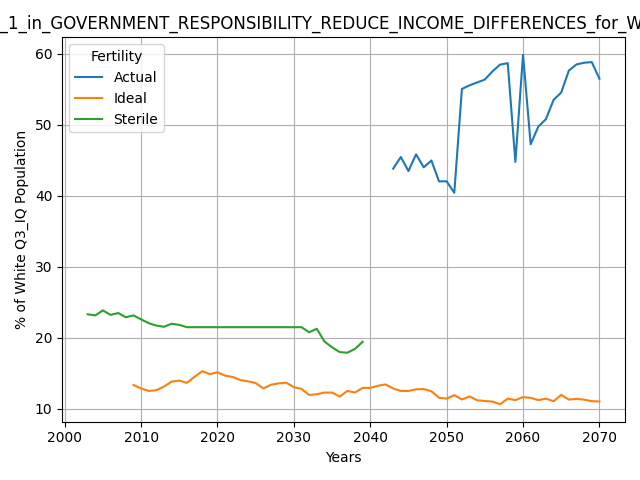 _1_in_GOVERNMENT_RESPONSIBILITY_REDUCE_INCOME_DIFFERENCES_for_W
Fertility
Actual
Ideal
Sterile
% of White Q3_IQ Population
60
50
40
30
20
10
2000 2010 2020 2030 2040 2050 2060 2070
Years